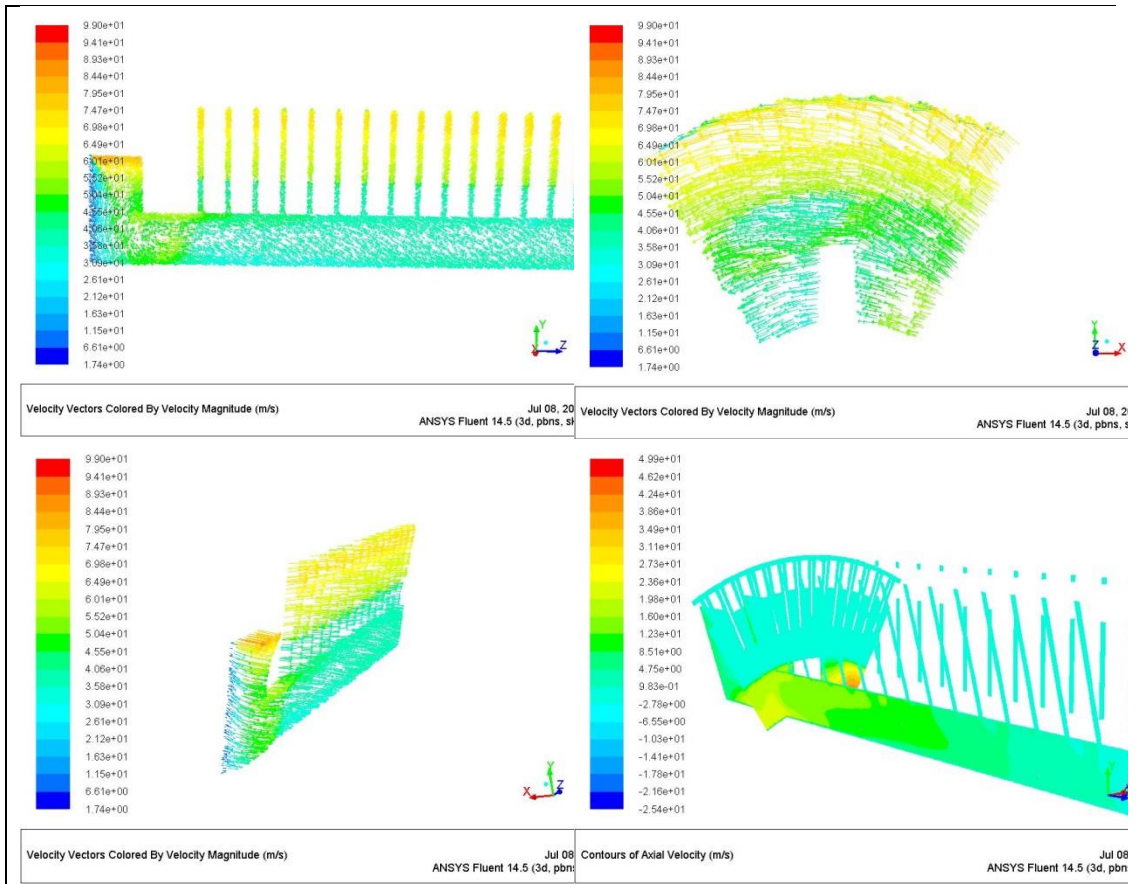 9.90e+01
9.41e+01
8.93e+01
8.44e+01
7.95e+01
7.47e+01
6.98e+01
6.49e+01
6.01e+01
5.52e+01
5.04e+01
4.55e+01
4.06e+01
3.58e+01
3.09e+01
2.61e+01
2.12e+01
1.63e+01
1.15e+01
6.61e+00
1.74e+00
Y
X Z
Velocity Vectors Colored By Velocity Magnitude (m/s)
Jul 08, 20
ANSYS Fluent 14.5 (3d, pbns, sk
9.90e+01
9.41e+01
8.93e+01
8.44e+01
7.95e+01
7.47e+01
6.98e+01
6.49e+01
6.01e+01
5.52e+01
5.04e+01
4.55e+01
4.06e+01
3.58e+01
3.09e+01
2.61e+01
2.12e+01
1.63e+01
1.15e+01
6.61e+00
1.74e+00
Y
Z X
Velocity Vectors Colored By Velocity Magnitude (m/s)
Jul 08, 20
ANSYS Fluent 14.5 (3d, pbns, s
9.90e+01
9.41e+01
8.93e+01
8.44e+01
7.95e+01
7.47e+01
6.98e+01
6.49e+01
6.01e+01
5.52e+01
5.04e+01
4.55e+01
4.06e+01
3.58e+01
3.09e+01
2.61e+01
2.12e+01
1.63e+01
1.15e+01
6.61e+00
1.74e+00
Y
X Z
Velocity Vectors Colored By Velocity Magnitude (m/s)
Jul 08
ANSYS Fluent 14.5 (3d, pbns
4.99e+01
4.62e+01
4.24e+01
3.86e+01
3.49e+01
3.11e+01
2.73e+01
2.36e+01
1.98e+01
1.60e+01
1.23e+01
8.51e+00
4.75e+00
9.83e-01
-2.78e+00
-6.55e+00
-1.03e+01
-1.41e+01
-1.78e+01
-2.16e+01
-2.54e+01
Y
Contours of Axial Velocity (m/s)
Jul 08
ANSYS Fluent 14.5 (3d, pbns